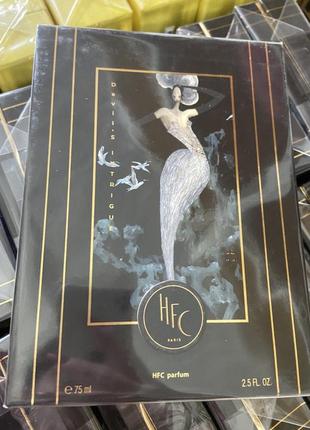 Devil's Intrigue
HFC
PARIS
HFC parfum
℮ 75 ml
2.5 FL. OZ.